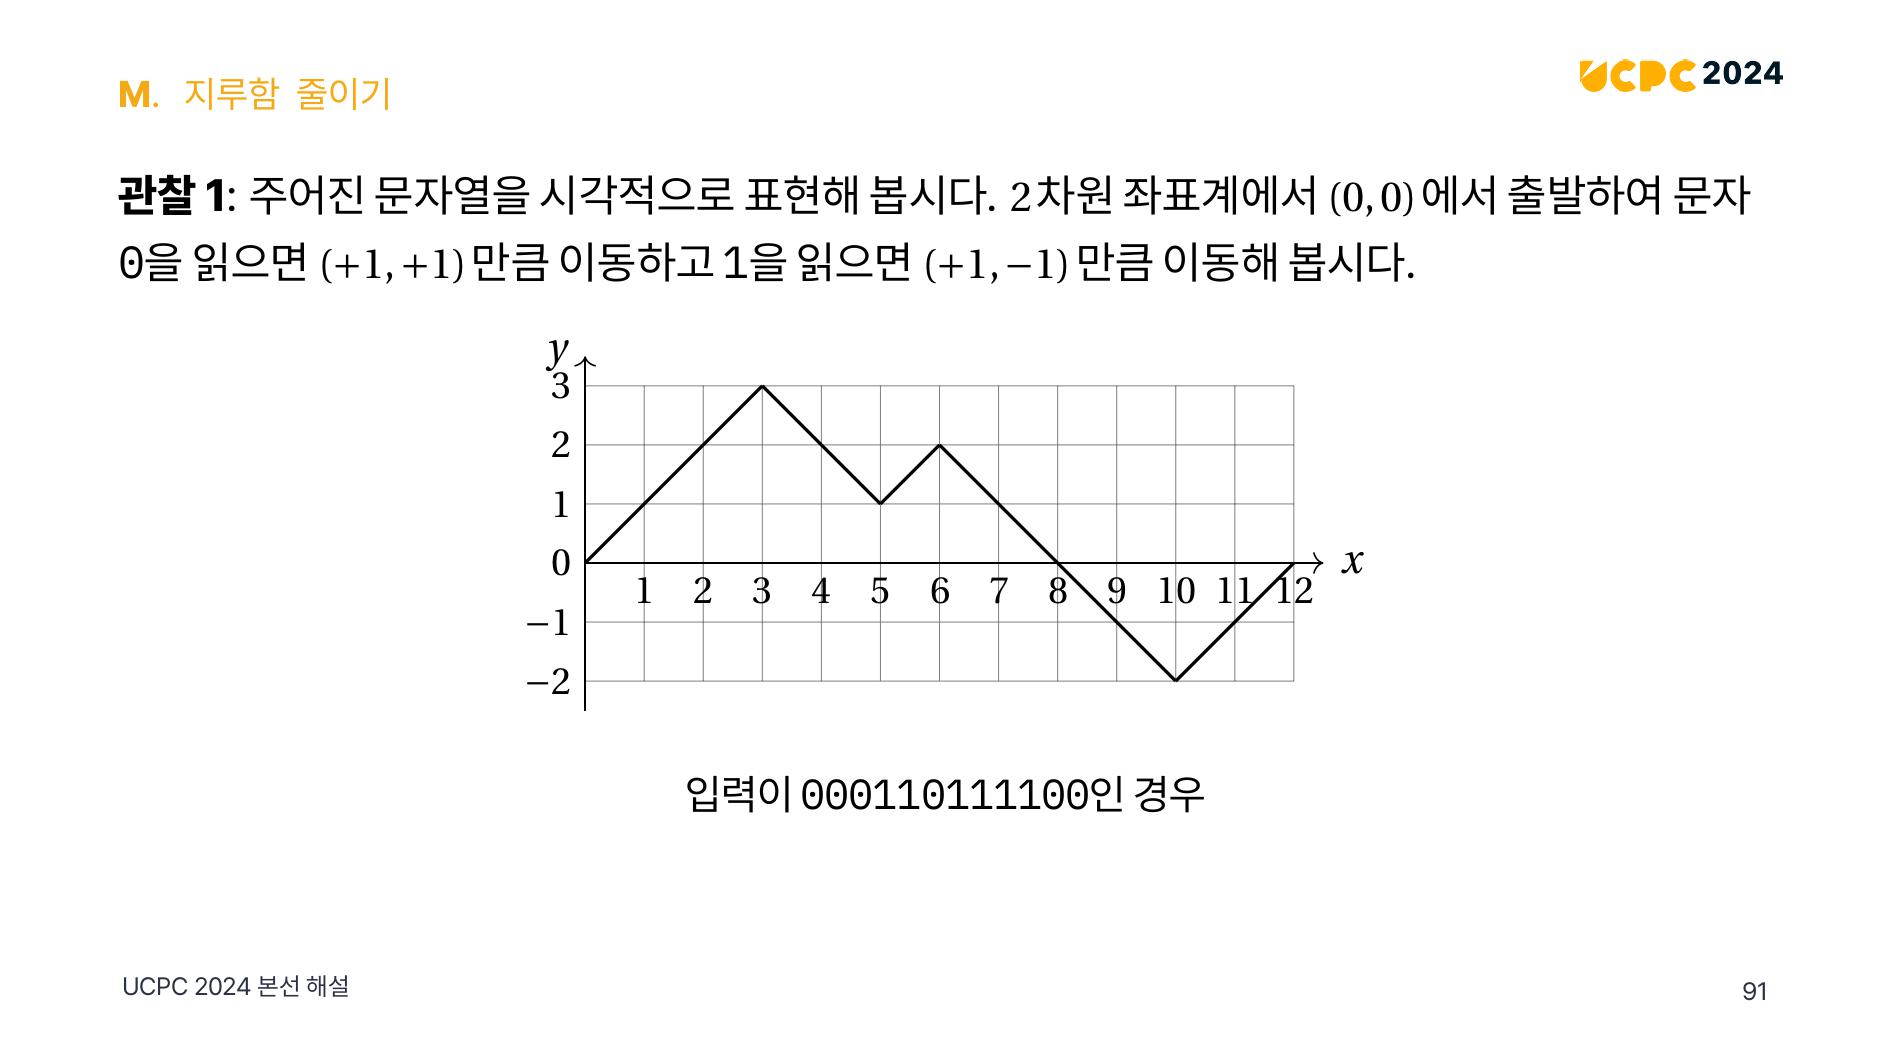 M. 지루함 줄이기
UCPC 2024
관찰 1: 주어진 문자열을 시각적으로 표현해 봅시다. 2차원 좌표계에서 (0, 0)에서 출발하여 문자
0을 읽으면 (+1, +1)만큼 이동하고 1을 읽으면 (+1, −1)만큼 이동해 봅시다.
y
3
2
1
0
x
1 2 3 4 5 6 7 8 9 10 11 12
−1
−2
입력이 000110111100인 경우
UCPC 2024 본선 해설
91